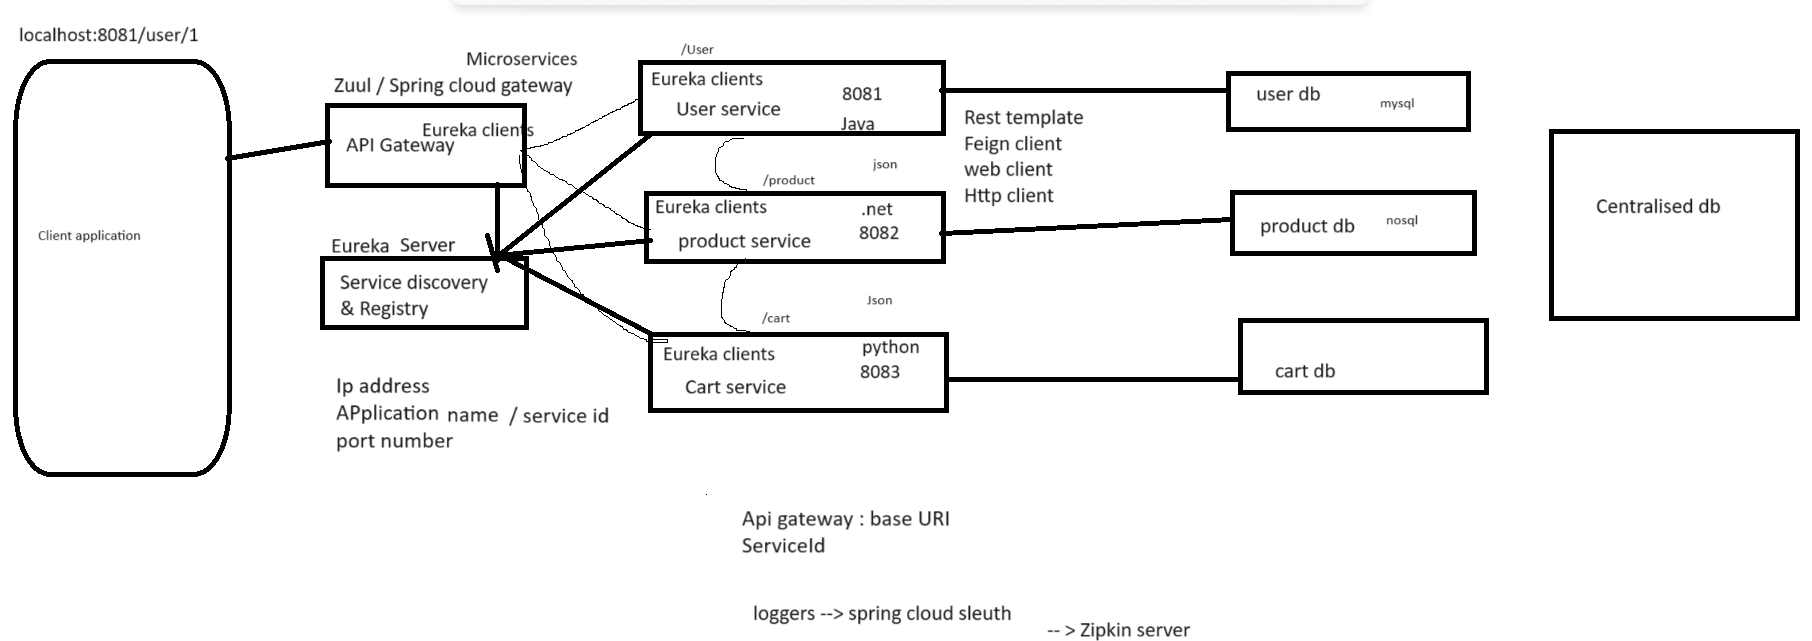 localhost:8081/user/1
Client application
Microservices
Zuul / Spring cloud gateway
Eureka clients
API Gateway
Eureka Server
Service discovery
& Registry
Ip address
APplication name / service id
port number
/User
Eureka clients
User service
8081
Java
json
/product
Eureka clients
product service
.net
8082
Json
/cart
Eureka clients
Cart service
python
8083
Rest template
Feign client
web client
Http client
user db
mysql
product db
nosql
cart db
Centralised db
Api gateway : base URI
ServiceId
loggers --> spring cloud sleuth
-- > Zipkin server